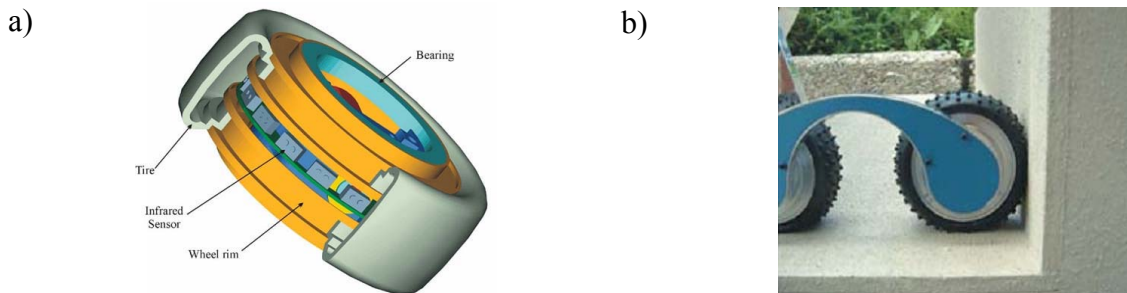 a)
b)
Bearing
Tire
Infrared
Sensor
Wheel rim